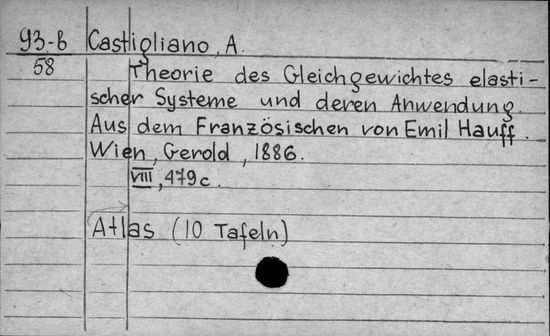 93-B Castigliano, A.
58 Theorie des Gleichgewichtes elasti-
scher Systeme und deren Anwendung.
Aus dem Französischen von Emil Hauff.
Wien, Gerold, 1886.
VIII, 479 c.
Atlas (10 Tafeln)